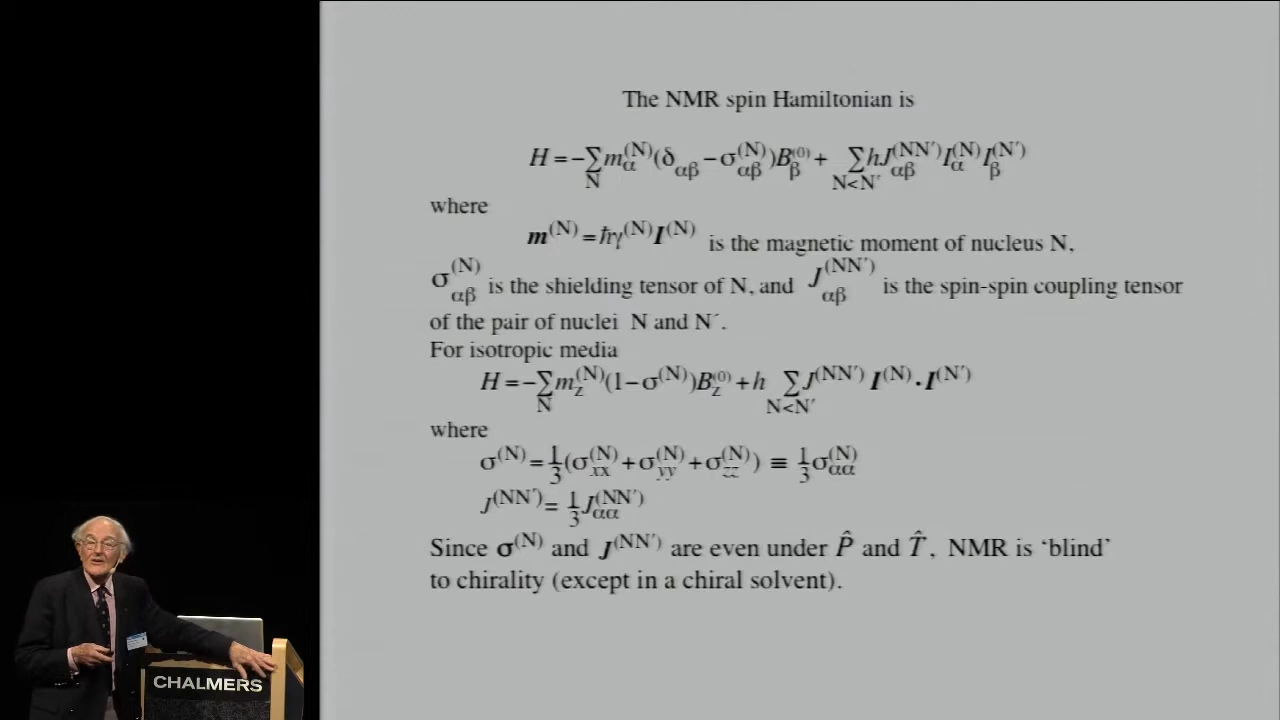 The NMR spin Hamiltonian is
H = −∑_N m_α^(N) (δ_αβ − σ_αβ^(N)) B_β^(0) + ∑_{N<N′} hJ_αβ^(NN′) I_α^(N) I_β^(N′)
where
m^(N) = ℏγ^(N) I^(N) is the magnetic moment of nucleus N,
σ_αβ^(N) is the shielding tensor of N, and J_αβ^(NN′) is the spin-spin coupling tensor
of the pair of nuclei N and N′.
For isotropic media
H = −∑_N m_z^(N) (1−σ^(N)) B_z^(0) + h ∑_{N<N′} J^(NN′) I^(N) · I^(N′)
where
σ^(N) = 1/3 (σ_xx^(N) + σ_yy^(N) + σ_zz^(N)) ≡ 1/3 σ_αα^(N)
J^(NN′) = 1/3 J_αα^(NN′)
Since σ^(N) and J^(NN′) are even under P̂ and T̂, NMR is ‘blind’
to chirality (except in a chiral solvent).
CHALMERS